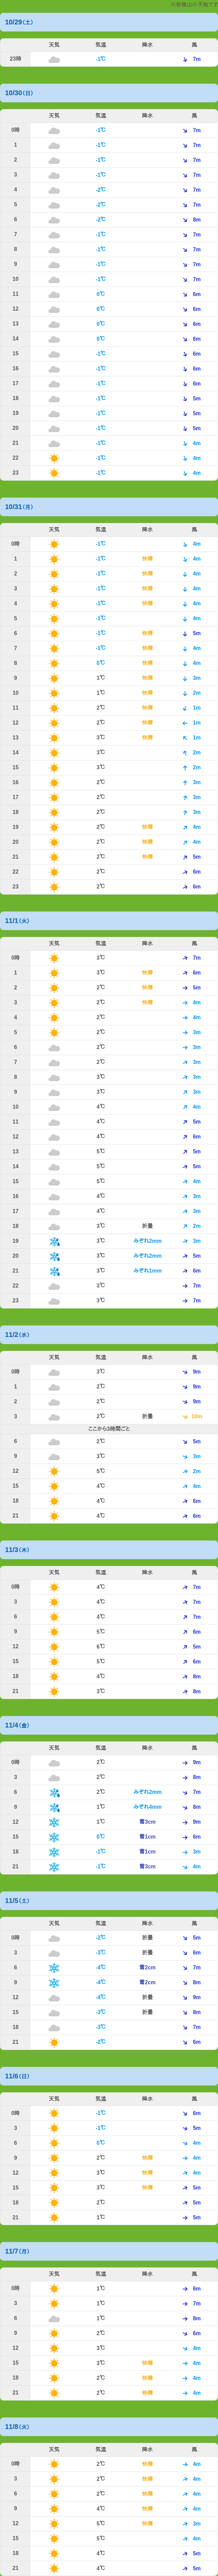 10/29(土)
天気 気温 降水 風
23時 -1℃ 7m
10/30(日)
天気 気温 降水 風
0時 -1℃ 7m
1 -1℃ 7m
2 -1℃ 7m
3 -1℃ 7m
4 -2℃ 7m
5 -2℃ 7m
6 -2℃ 8m
7 -1℃ 7m
8 -1℃ 7m
9 -1℃ 7m
10 -1℃ 7m
11 0℃ 6m
12 0℃ 6m
13 0℃ 6m
14 0℃ 6m
15 -1℃ 6m
16 -1℃ 6m
17 -1℃ 6m
18 -1℃ 5m
19 -1℃ 5m
20 -1℃ 5m
21 -1℃ 4m
22 -1℃ 4m
23 -1℃ 4m
10/31(月)
天気 気温 降水 風
0時 -1℃ 4m
1 -1℃ 快晴 4m
2 -1℃ 快晴 4m
3 -1℃ 快晴 4m
4 -1℃ 快晴 4m
5 -1℃ 4m
6 -1℃ 快晴 5m
7 -1℃ 快晴 4m
8 0℃ 快晴 4m
9 1℃ 快晴 3m
10 1℃ 快晴 2m
11 2℃ 快晴 1m
12 2℃ 快晴 1m
13 3℃ 快晴 1m
14 3℃ 2m
15 3℃ 2m
16 2℃ 3m
17 2℃ 3m
18 2℃ 3m
19 2℃ 快晴 4m
20 2℃ 快晴 4m
21 2℃ 快晴 5m
22 2℃ 6m
23 2℃ 6m
11/1(火)
天気 気温 降水 風
0時 3℃ 7m
1 3℃ 快晴 6m
2 2℃ 快晴 5m
3 2℃ 快晴 4m
4 2℃ 4m
5 2℃ 3m
6 2℃ 3m
7 2℃ 3m
8 3℃ 3m
9 3℃ 3m
10 4℃ 4m
11 4℃ 5m
12 4℃ 6m
13 5℃ 5m
14 5℃ 5m
15 5℃ 4m
16 4℃ 3m
17 4℃ 3m
18 3℃ 折曇 2m
19 3℃ みぞれ2mm 3m
20 3℃ みぞれ2mm 5m
21 3℃ みぞれ1mm 6m
22 3℃ 7m
23 3℃ 7m
11/2(水)
天気 気温 降水 風
0時 3℃ 9m
1 2℃ 9m
2 2℃ 9m
3 2℃ 折曇 10m
ここから3時間ごと
6 2℃ 5m
9 3℃ 3m
12 5℃ 2m
15 4℃ 4m
18 4℃ 6m
21 4℃ 6m
11/3(木)
天気 気温 降水 風
0時 4℃ 7m
3 4℃ 7m
6 4℃ 7m
9 5℃ 6m
12 6℃ 5m
15 5℃ 6m
18 4℃ 8m
21 3℃ 8m
11/4(金)
天気 気温 降水 風
0時 2℃ 9m
3 2℃ 8m
6 2℃ みぞれ2mm 7m
9 1℃ みぞれ4mm 8m
12 1℃ 雪3cm 9m
15 0℃ 雪1cm 6m
18 -1℃ 雪1cm 3m
21 -1℃ 雪3cm 4m
11/5(土)
天気 気温 降水 風
0時 -2℃ 折曇 5m
3 -3℃ 折曇 6m
6 -4℃ 雪2cm 7m
9 -4℃ 雪2cm 8m
12 -4℃ 折曇 9m
15 -3℃ 折曇 8m
18 -3℃ 7m
21 -2℃ 6m
11/6(日)
天気 気温 降水 風
0時 -1℃ 6m
3 -1℃ 5m
6 0℃ 4m
9 2℃ 快晴 4m
12 3℃ 快晴 4m
15 3℃ 快晴 5m
18 2℃ 5m
21 1℃ 5m
11/7(月)
天気 気温 降水 風
0時 1℃ 6m
3 1℃ 7m
6 1℃ 8m
9 2℃ 6m
12 3℃ 4m
15 3℃ 快晴 4m
18 2℃ 快晴 4m
21 2℃ 快晴 4m
11/8(火)
天気 気温 降水 風
0時 2℃ 快晴 4m
3 2℃ 快晴 4m
6 2℃ 快晴 4m
9 4℃ 快晴 4m
12 5℃ 快晴 3m
15 5℃ 4m
18 4℃ 5m
21 4℃ 5m